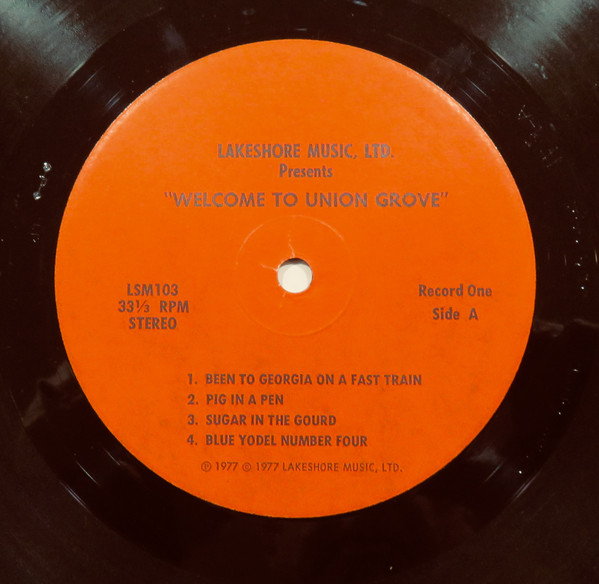 LAKESHORE MUSIC, LTD.
Presents
"WELCOME TO UNION GROVE"
LSM103
33⅓ RPM
STEREO
Record One
Side A
1. BEEN TO GEORGIA ON A FAST TRAIN
2. PIG IN A PEN
3. SUGAR IN THE GOURD
4. BLUE YODEL NUMBER FOUR
℗ 1977 © 1977 LAKESHORE MUSIC, LTD.